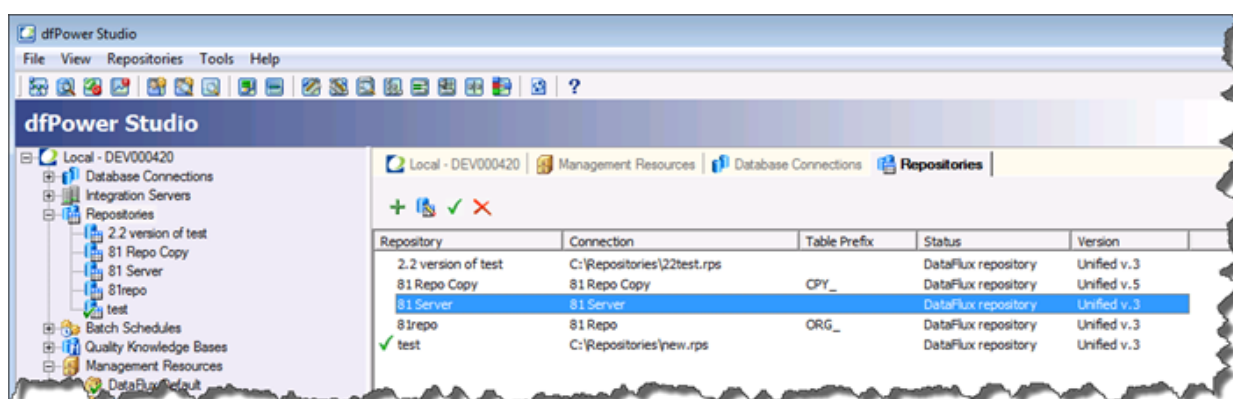 dfPower Studio
File View Repositories Tools Help
?
dfPower Studio
Local - DEV000420
Database Connections
Integration Servers
Repositories
2.2 version of test
81 Repo Copy
81 Server
81repo
test
Batch Schedules
Quality Knowledge Bases
Management Resources
DataFlux Default
Local - DEV000420 Management Resources Database Connections Repositories
Repository Connection Table Prefix Status Version
2.2 version of test C:\Repositories\22test.rps DataFlux repository Unified v.3
81 Repo Copy 81 Repo Copy CPY_ DataFlux repository Unified v.5
81 Server 81 Server DataFlux repository Unified v.3
81repo 81 Repo ORG_ DataFlux repository Unified v.3
test C:\Repositories\new.rps DataFlux repository Unified v.3